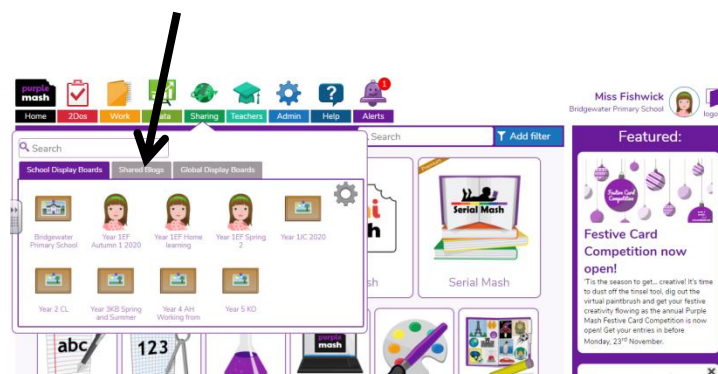 purple
mash
1
Home 2Dos Work Data Sharing Teachers Admin Help Alerts
Miss Fishwick
Bridgewater Primary School
Search
Search
Add filter
School Display Boards Shared Blogs Global Display Boards
Bridgewater
Primary School
Year 1EF
Autumn 1 2020
Year 1EF Home
learning
Year 1EF Spring
2
Year 1IC 2020
Year 2 CL
Year 3KB Spring
and Summer
Year 4 AH
Working from
Year 5 KO
Serial Mash
Serial Mash
abc
123
purple
mash
Featured:
Festive Card
Competition
Festive Card
Competition now
open!
'Tis the season to get... creative! It's time
to dust off the tinsel tool, dig out the
virtual paintbrush and get your festive
creativity flowing as the annual Purple
Mash Festive Card Competition is now
open! Get your entries in before
Monday, 23rd November.